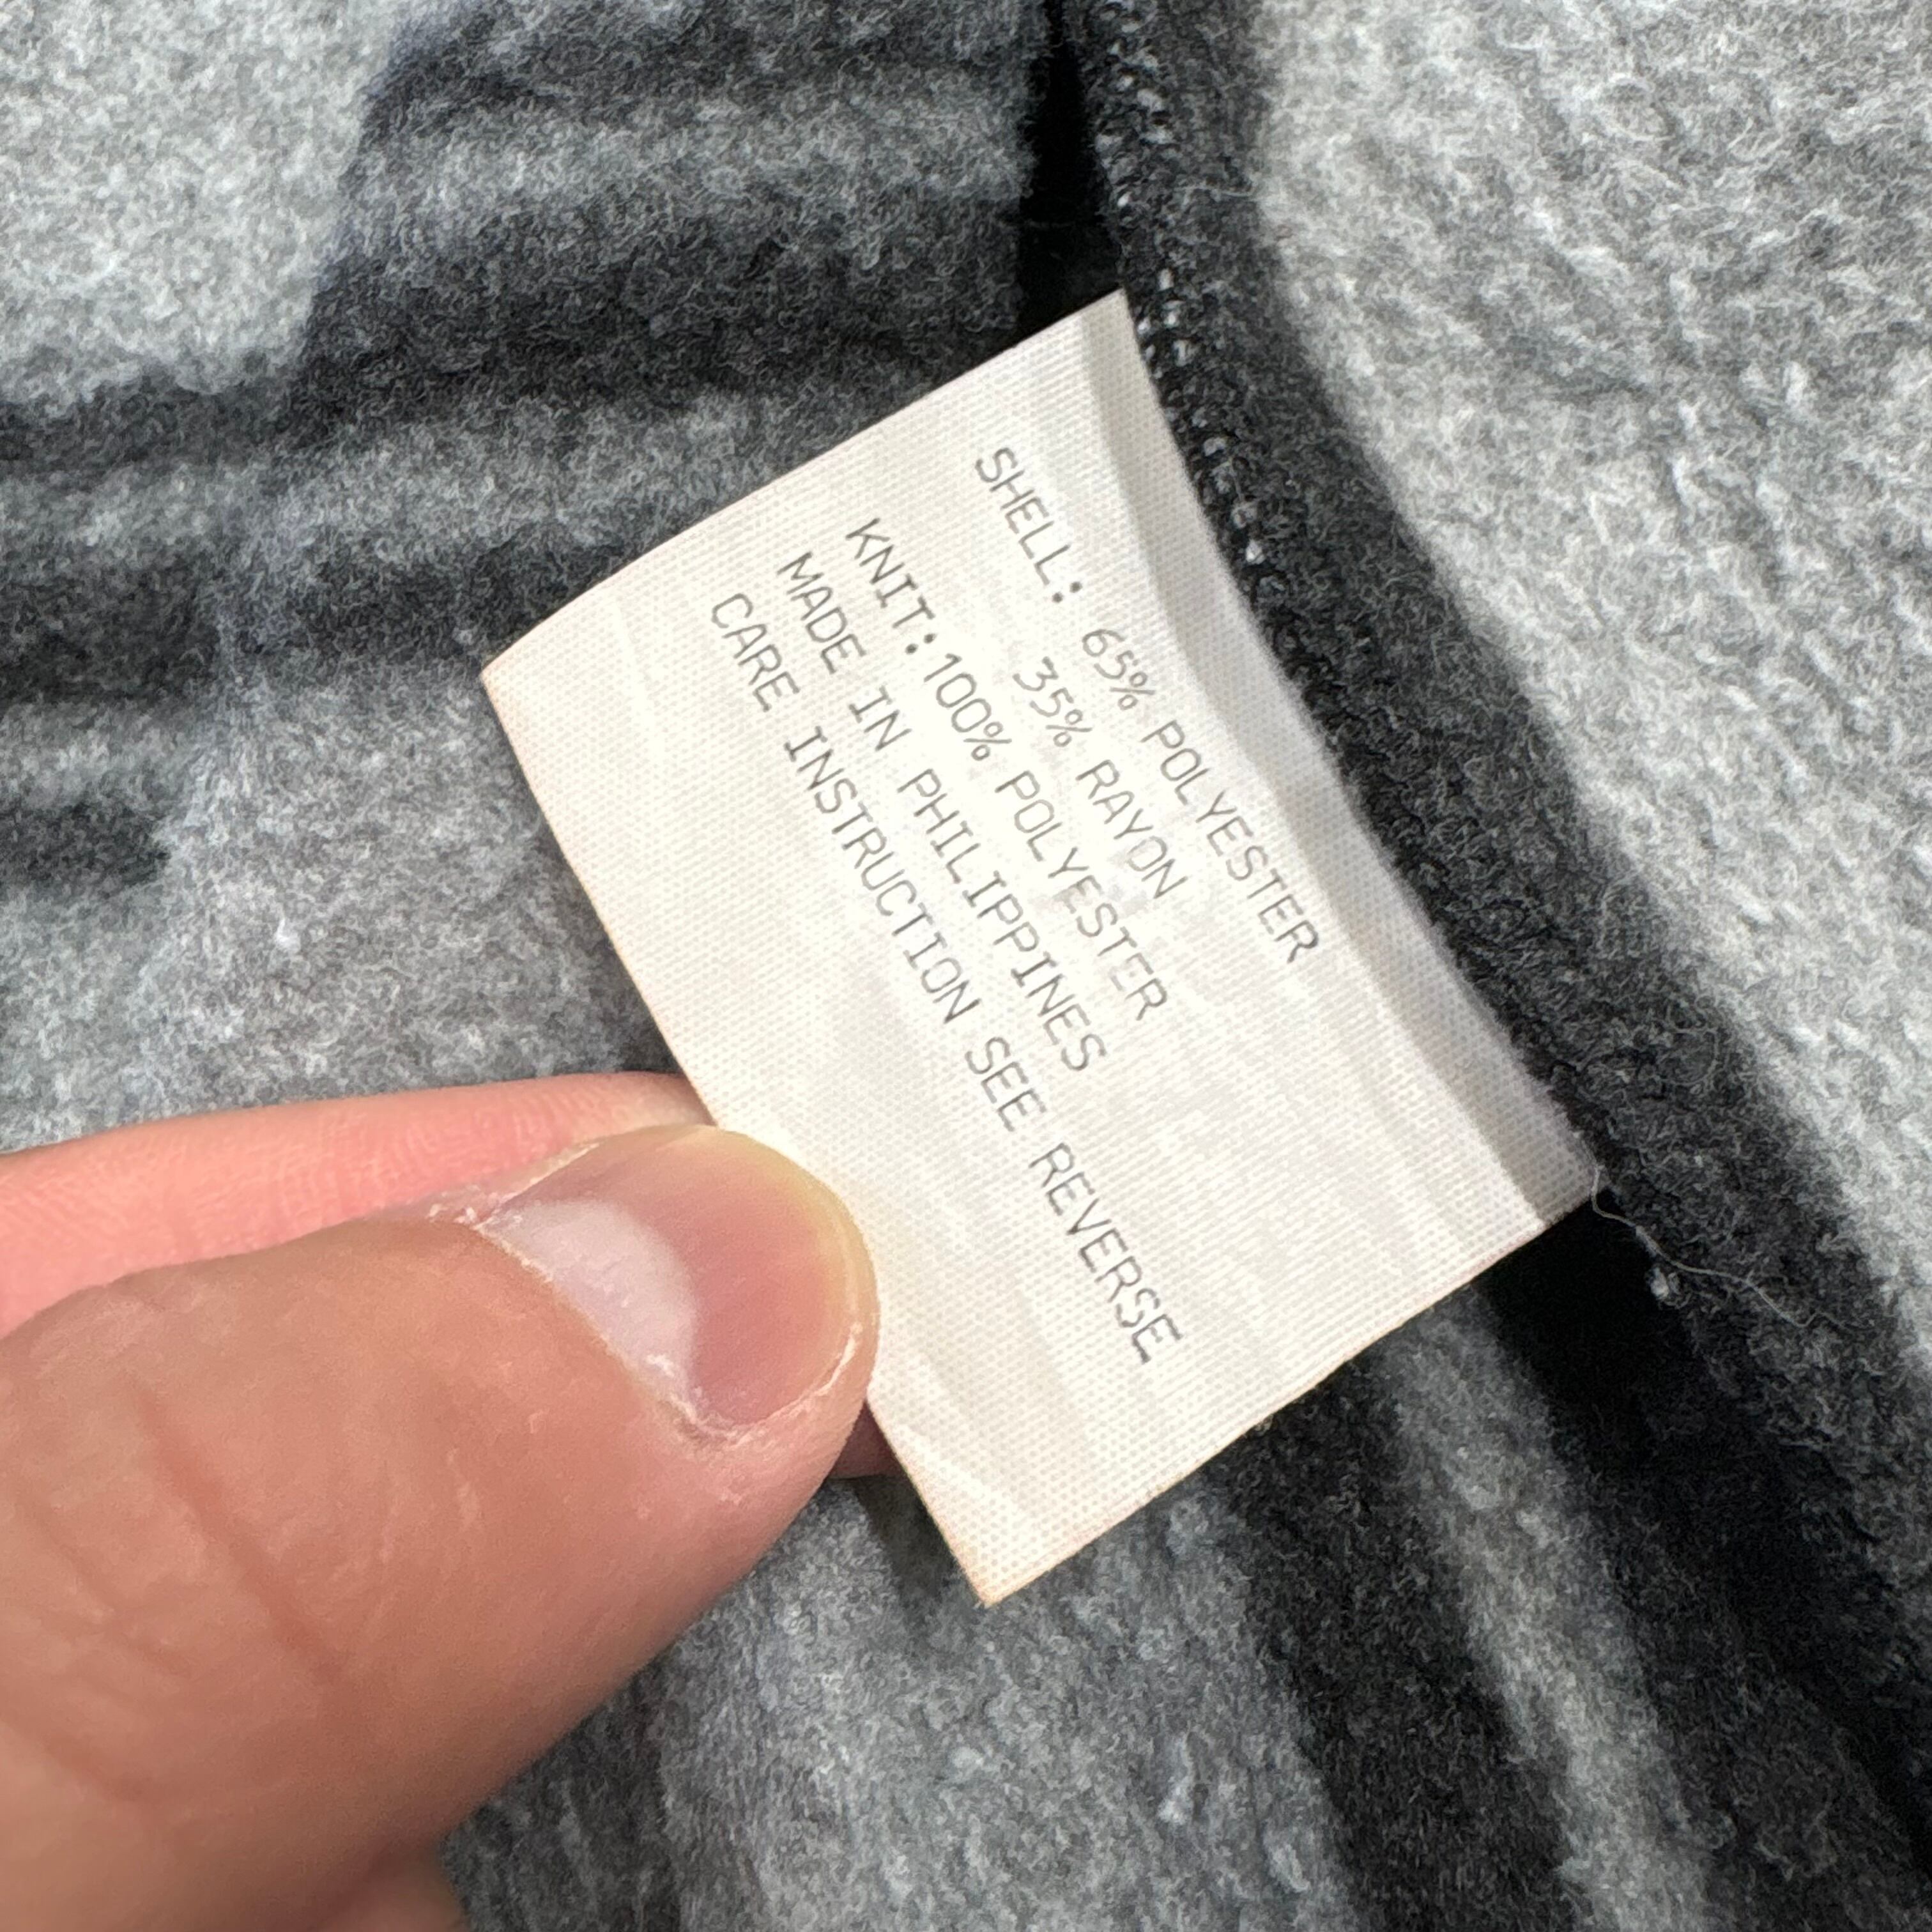 SHELL: 65% POLYESTER
35% RAYON
KNIT:100% POLYESTER
MADE IN PHILIPPINES
CARE INSTRUCTION SEE REVERSE